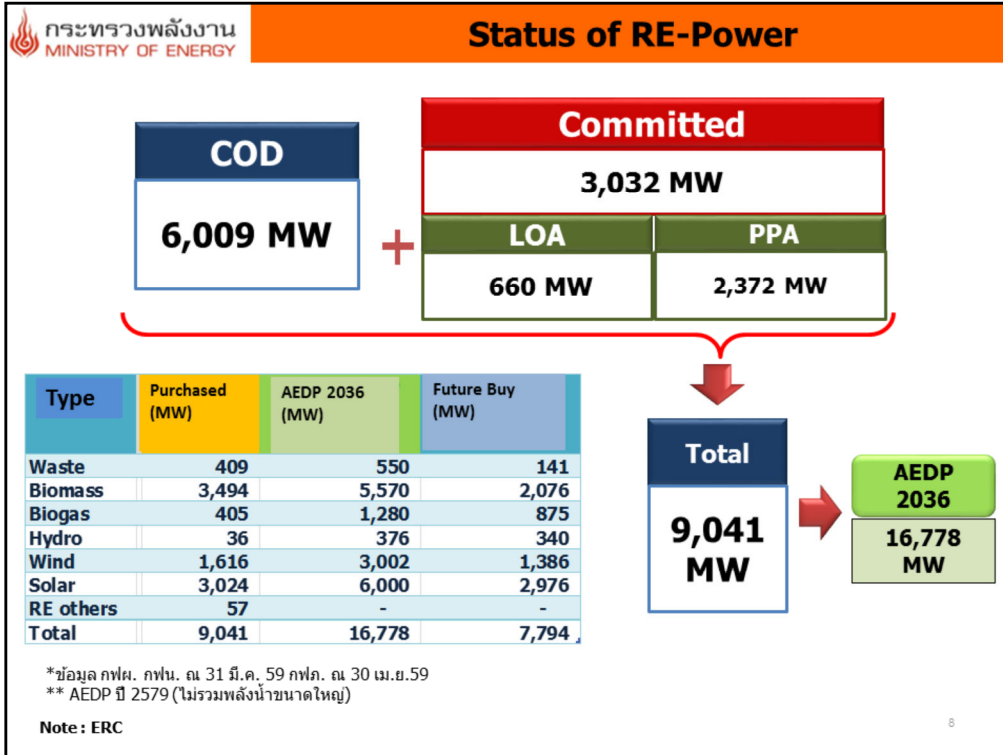 กระทรวงพลังงาน
MINISTRY OF ENERGY
Status of RE-Power
COD
6,009 MW
+
Committed
3,032 MW
LOA PPA
660 MW 2,372 MW
Type Purchased (MW) AEDP 2036 (MW) Future Buy (MW)
Waste 409 550 141
Biomass 3,494 5,570 2,076
Biogas 405 1,280 875
Hydro 36 376 340
Wind 1,616 3,002 1,386
Solar 3,024 6,000 2,976
RE others 57 - -
Total 9,041 16,778 7,794
Total
9,041
MW
AEDP
2036
16,778
MW
*ข้อมูล กฟผ. กฟน. ณ 31 มี.ค. 59 กฟภ. ณ 30 เม.ย.59
** AEDP ปี 2579 (ไม่รวมพลังน้ำขนาดใหญ่)
Note : ERC
8